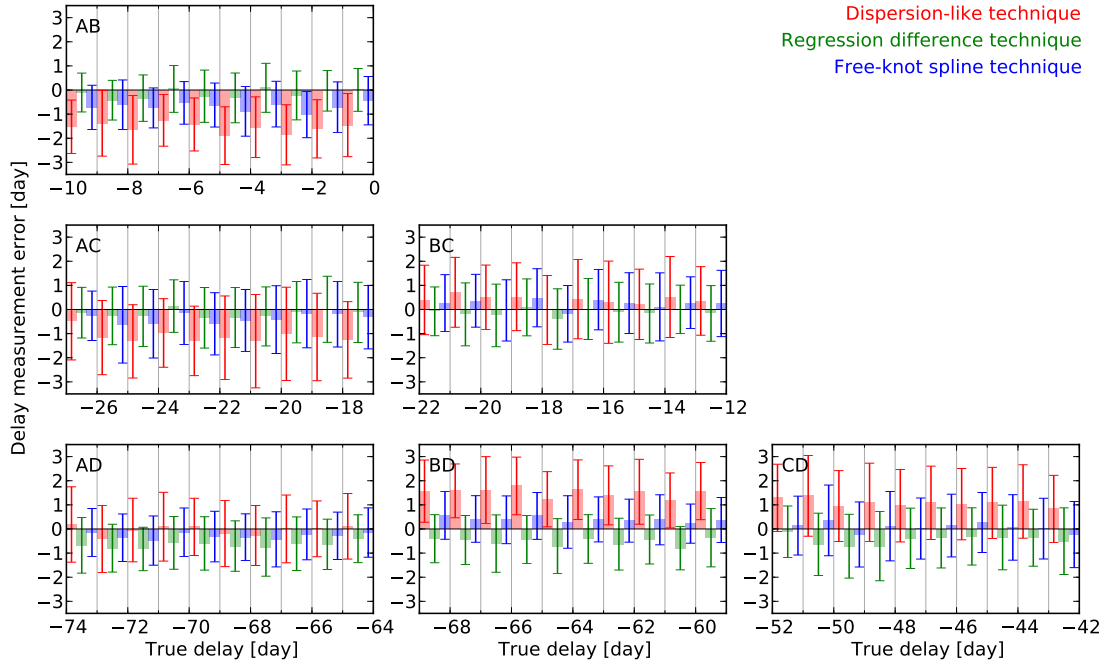 Dispersion-like technique
Regression difference technique
Free-knot spline technique
Delay measurement error [day]
AB
3
2
1
0
−1
−2
−3
−10 −8 −6 −4 −2 0
AC
3
2
1
0
−1
−2
−3
−26 −24 −22 −20 −18
BC
3
2
1
0
−1
−2
−3
−22 −20 −18 −16 −14 −12
AD
3
2
1
0
−1
−2
−3
−74 −72 −70 −68 −66 −64
True delay [day]
BD
3
2
1
0
−1
−2
−3
−68 −66 −64 −62 −60
True delay [day]
CD
3
2
1
0
−1
−2
−3
−52 −50 −48 −46 −44 −42
True delay [day]